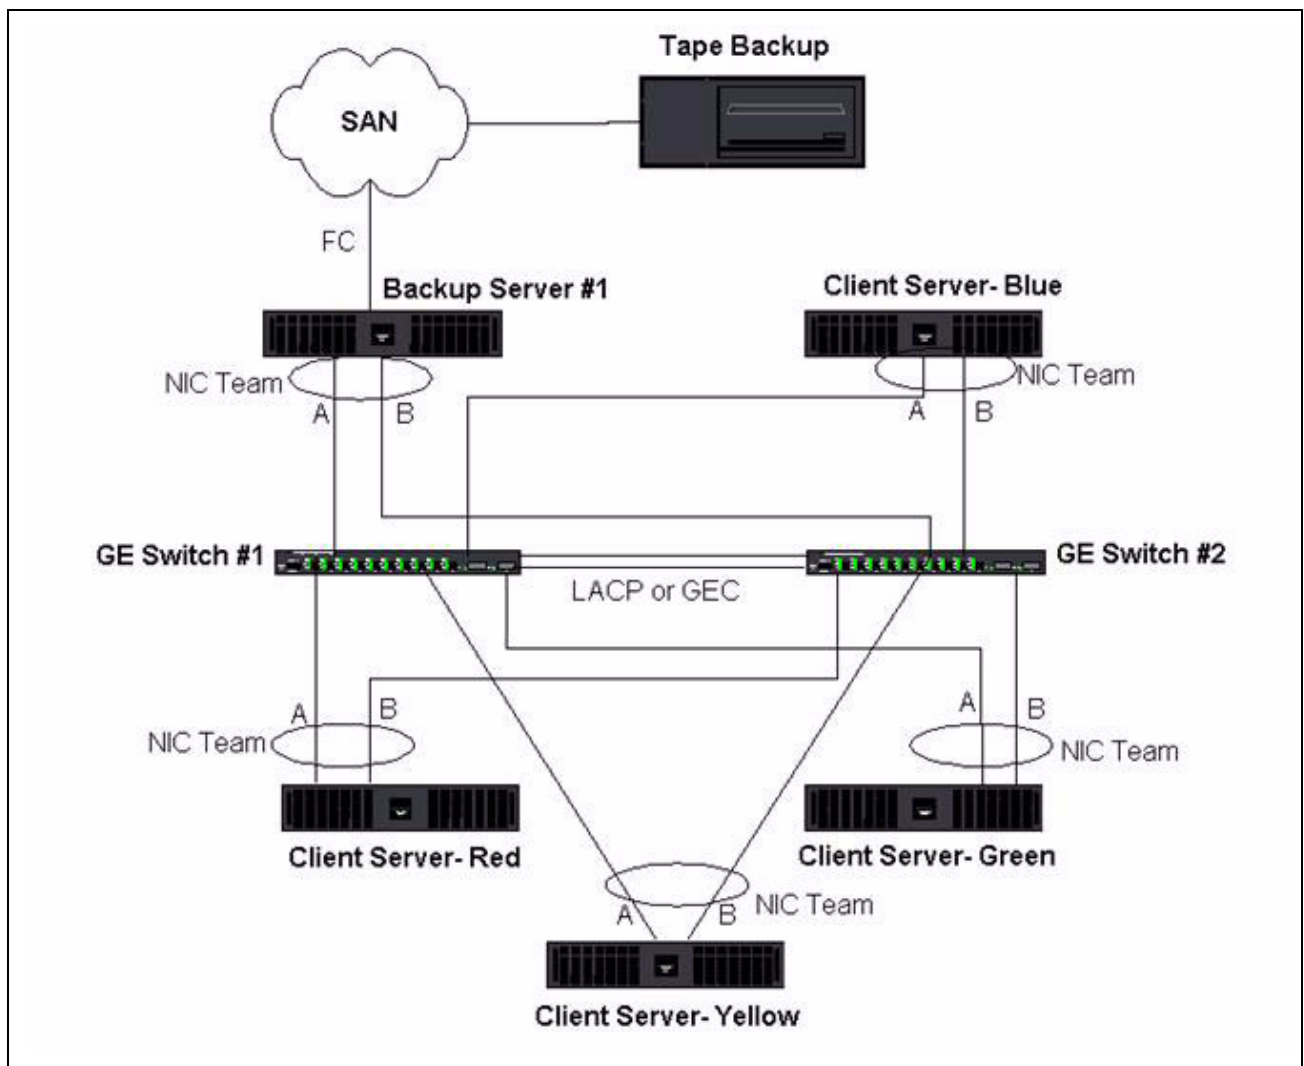 Tape Backup
SAN
FC
Backup Server #1
Client Server- Blue
NIC Team
A
B
NIC Team
A
B
GE Switch #1
GE Switch #2
LACP or GEC
A
B
NIC Team
A
B
NIC Team
Client Server- Red
Client Server- Green
A
B
NIC Team
Client Server- Yellow